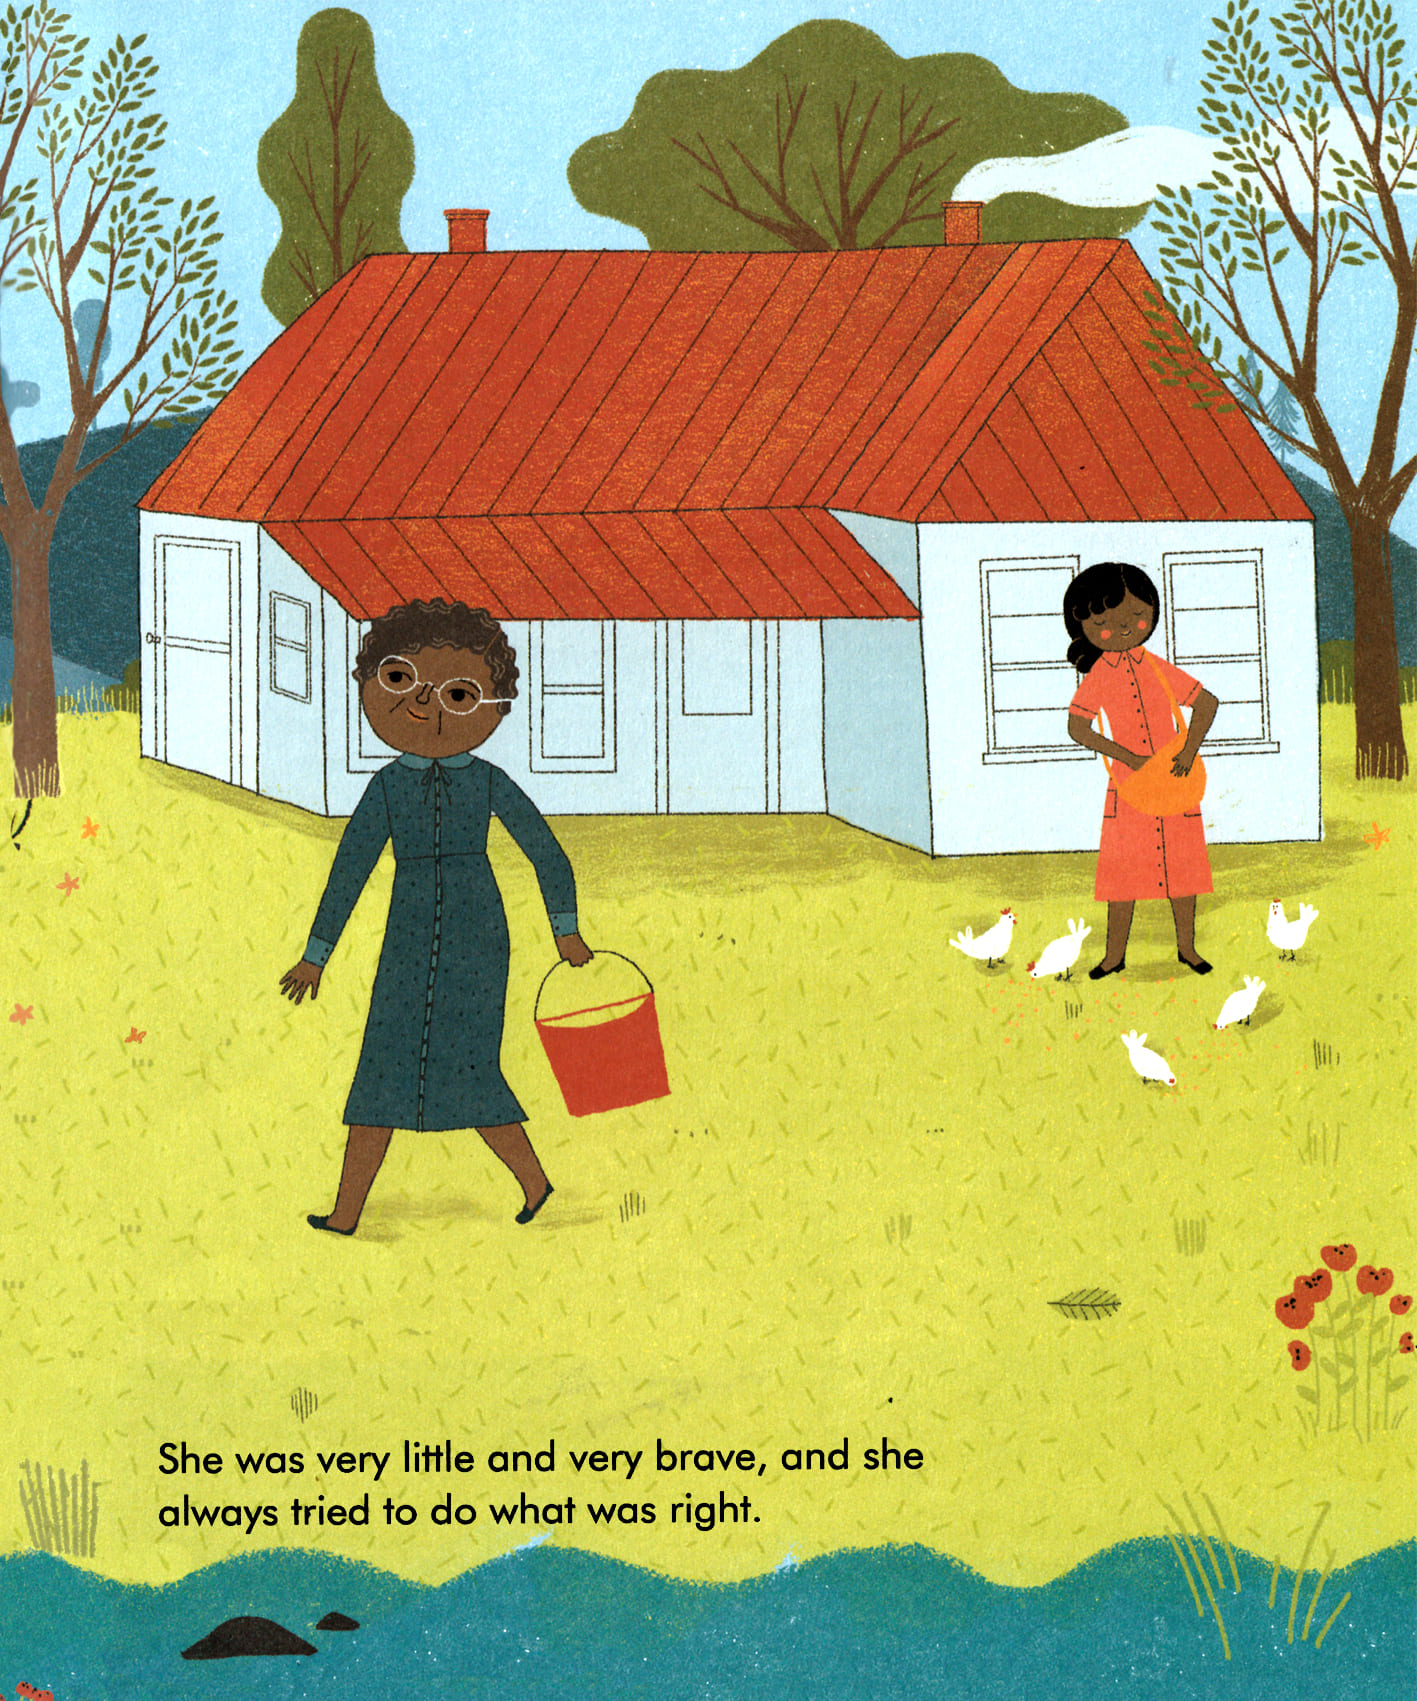 She was very little and very brave, and she
always tried to do what was right.